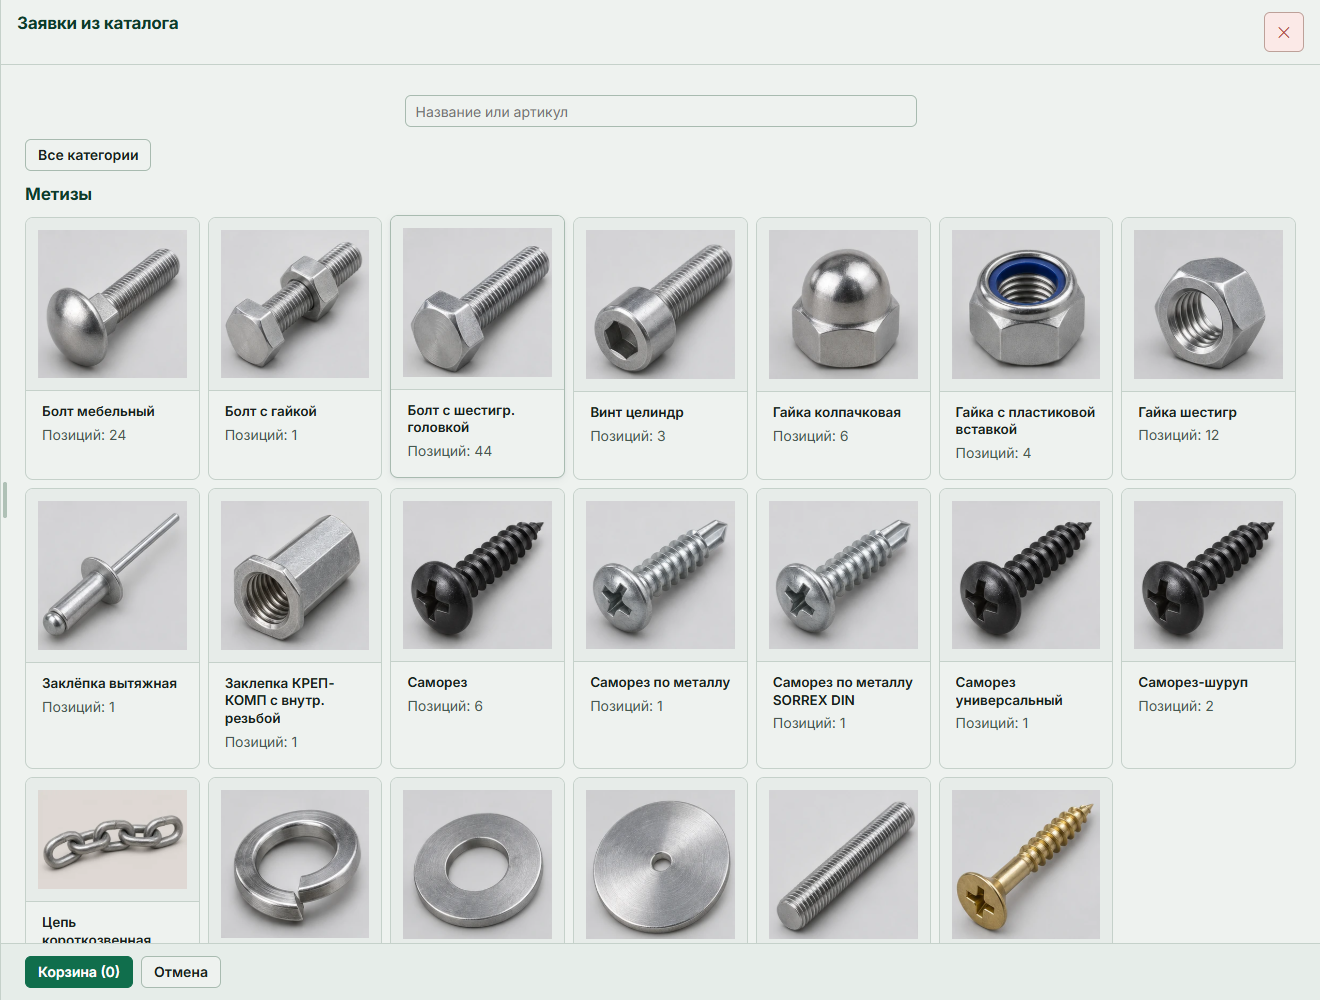 Заявки из каталога
Название или артикул
Все категории
Метизы
Болт мебельный
Позиций: 24
Болт с гайкой
Позиций: 1
Болт с шестигр.
головкой
Позиций: 44
Винт цилиндр
Позиций: 3
Гайка колпачковая
Позиций: 6
Гайка с пластиковой
вставкой
Позиций: 4
Гайка шестигр
Позиций: 12
Заклёпка вытяжная
Позиций: 1
Заклепка КРЕП-
КОМП с внутр.
резьбой
Позиций: 1
Саморез
Позиций: 6
Саморез по металлу
Позиций: 1
Саморез по металлу
SORREX DIN
Позиций: 1
Саморез
универсальный
Позиций: 1
Саморез-шуруп
Позиций: 2
Цепь
короткозвенная
Корзина (0)
Отмена